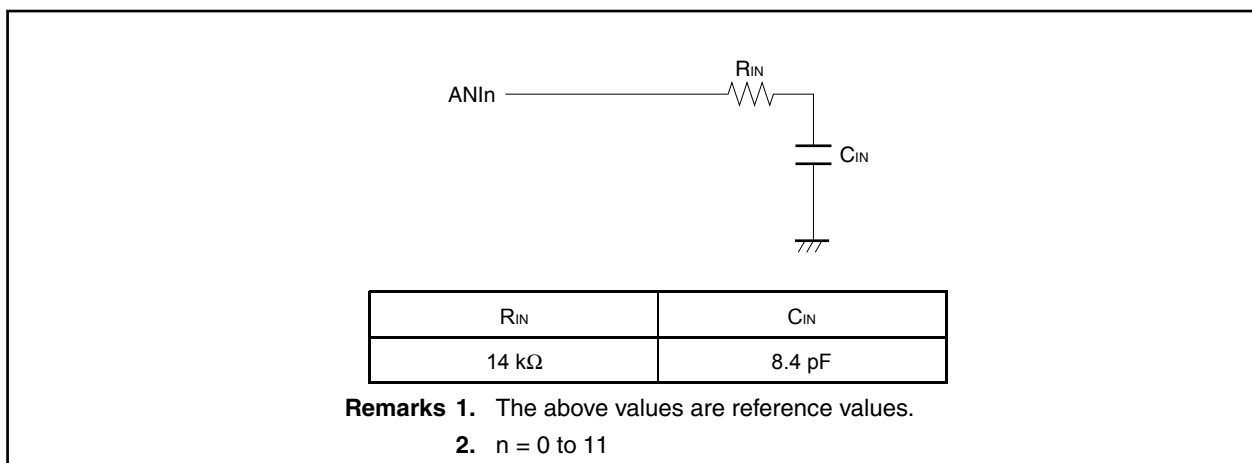 RIN
ANIn
CIN
RIN CIN
14 kΩ 8.4 pF
Remarks 1. The above values are reference values.
2. n = 0 to 11